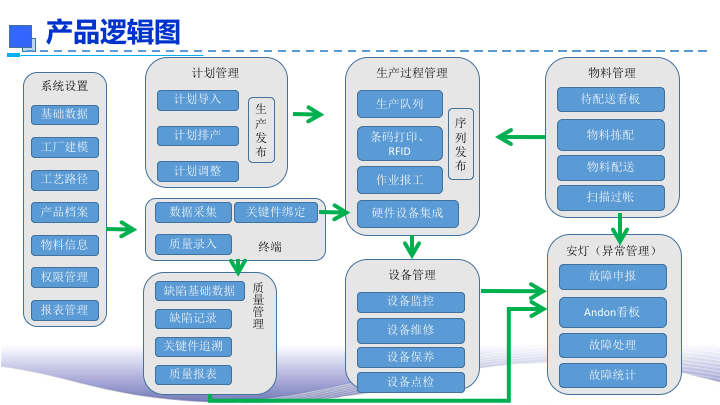 产品逻辑图
系统设置
基础数据
工厂建模
工艺路径
产品档案
物料信息
权限管理
报表管理
计划管理
计划导入
计划排产
计划调整
生产发布
数据采集
关键件绑定
质量录入
终端
缺陷基础数据
缺陷记录
关键件追溯
质量报表
质量管理
生产过程管理
生产队列
条码打印、
RFID
作业报工
硬件设备集成
序列发布
设备管理
设备监控
设备维修
设备保养
设备点检
物料管理
待配送看板
物料拣配
物料配送
扫描过帐
安灯（异常管理）
故障申报
Andon看板
故障处理
故障统计